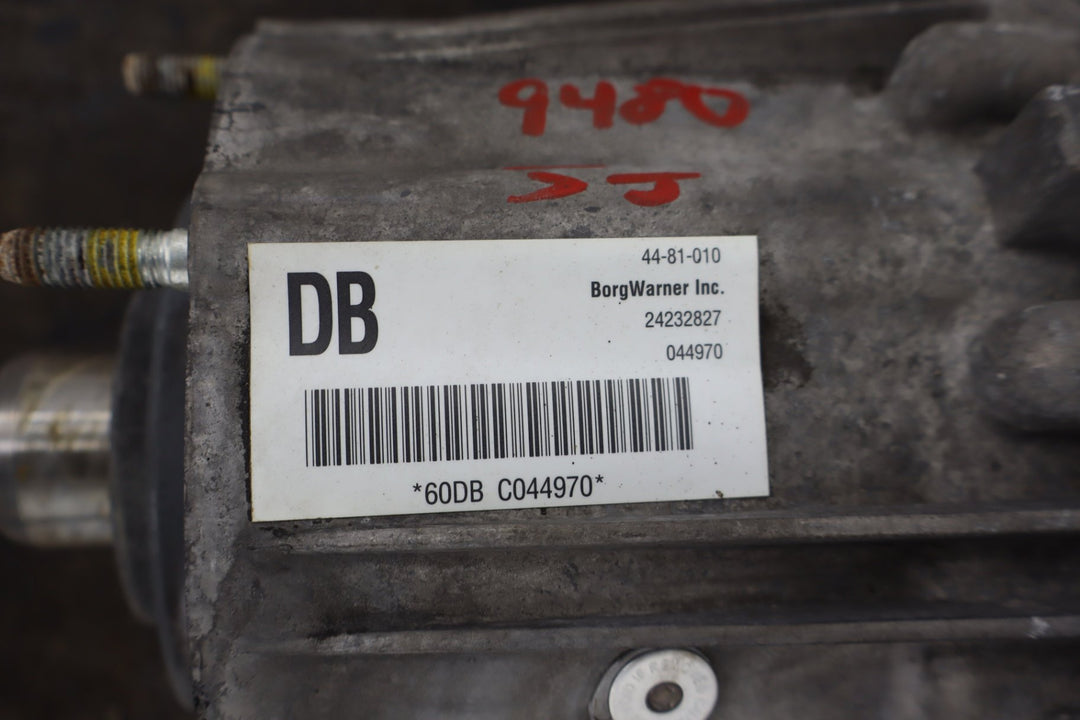 9480
DB
44-81-010
BorgWarner Inc.
24232827
044970
*60DB C044970*